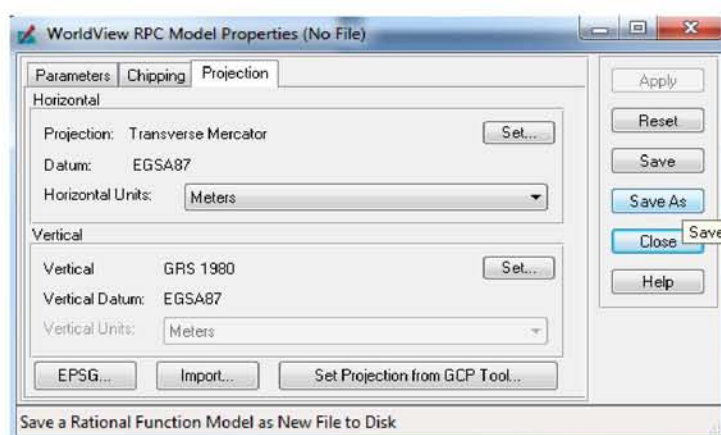 WorldView RPC Model Properties (No File)
Parameters Chipping Projection
Horizontal
Projection: Transverse Mercator Set...
Datum: EGSA87
Horizontal Units: Meters
Vertical
Vertical GRS 1980 Set...
Vertical Datum: EGSA87
Vertical Units: Meters
EPSG... Import... Set Projection from GCP Tool...
Apply
Reset
Save
Save As
Close Save
Help
Save a Rational Function Model as New File to Disk